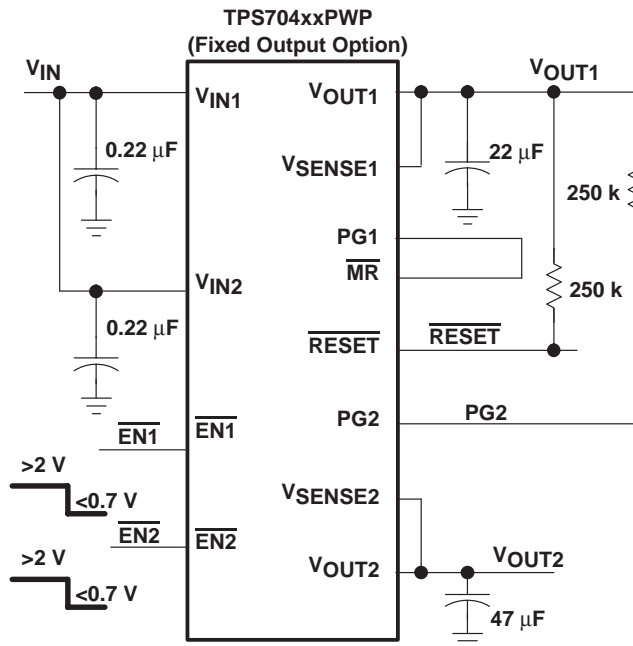 TPS704xxPWP
(Fixed Output Option)
VIN
VIN1
VOUT1
VOUT1
0.22 μF
VSENSE1
22 μF
250 k
PG1
MR
VIN2
250 k
0.22 μF
RESET
RESET
EN1
EN1
PG2
PG2
>2 V
<0.7 V
VSENSE2
EN2
EN2
VOUT2
VOUT2
>2 V
<0.7 V
47 μF